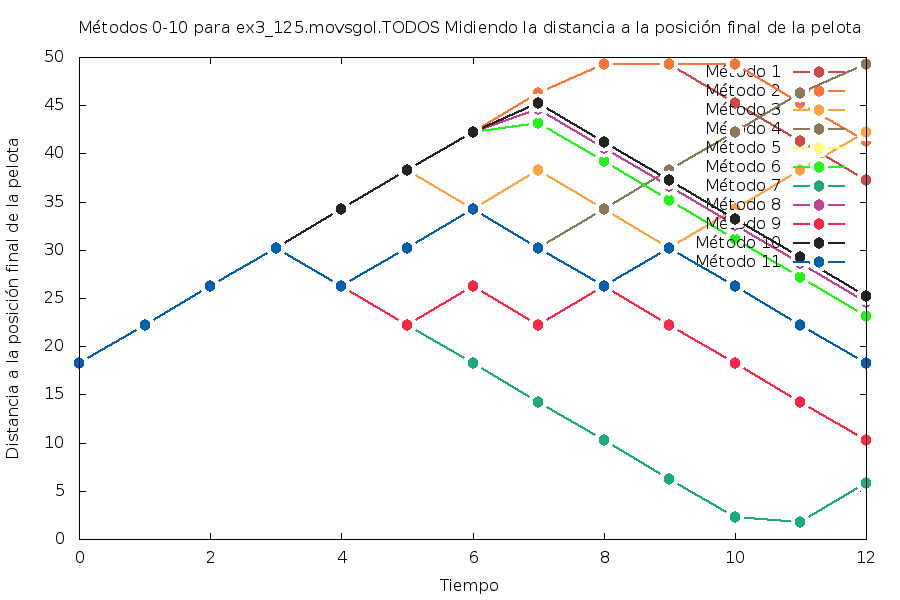 Métodos 0-10 para ex3_125.movsgol.TODOS Midiendo la distancia a la posición final de la pelota
Distancia a la posición final de la pelota
50
45
40
35
30
25
20
15
10
5
0
0 2 4 6 8 10 12
Tiempo
Método 1
Método 2
Método 3
Método 4
Método 5
Método 6
Método 7
Método 8
Método 9
Método 10
Método 11